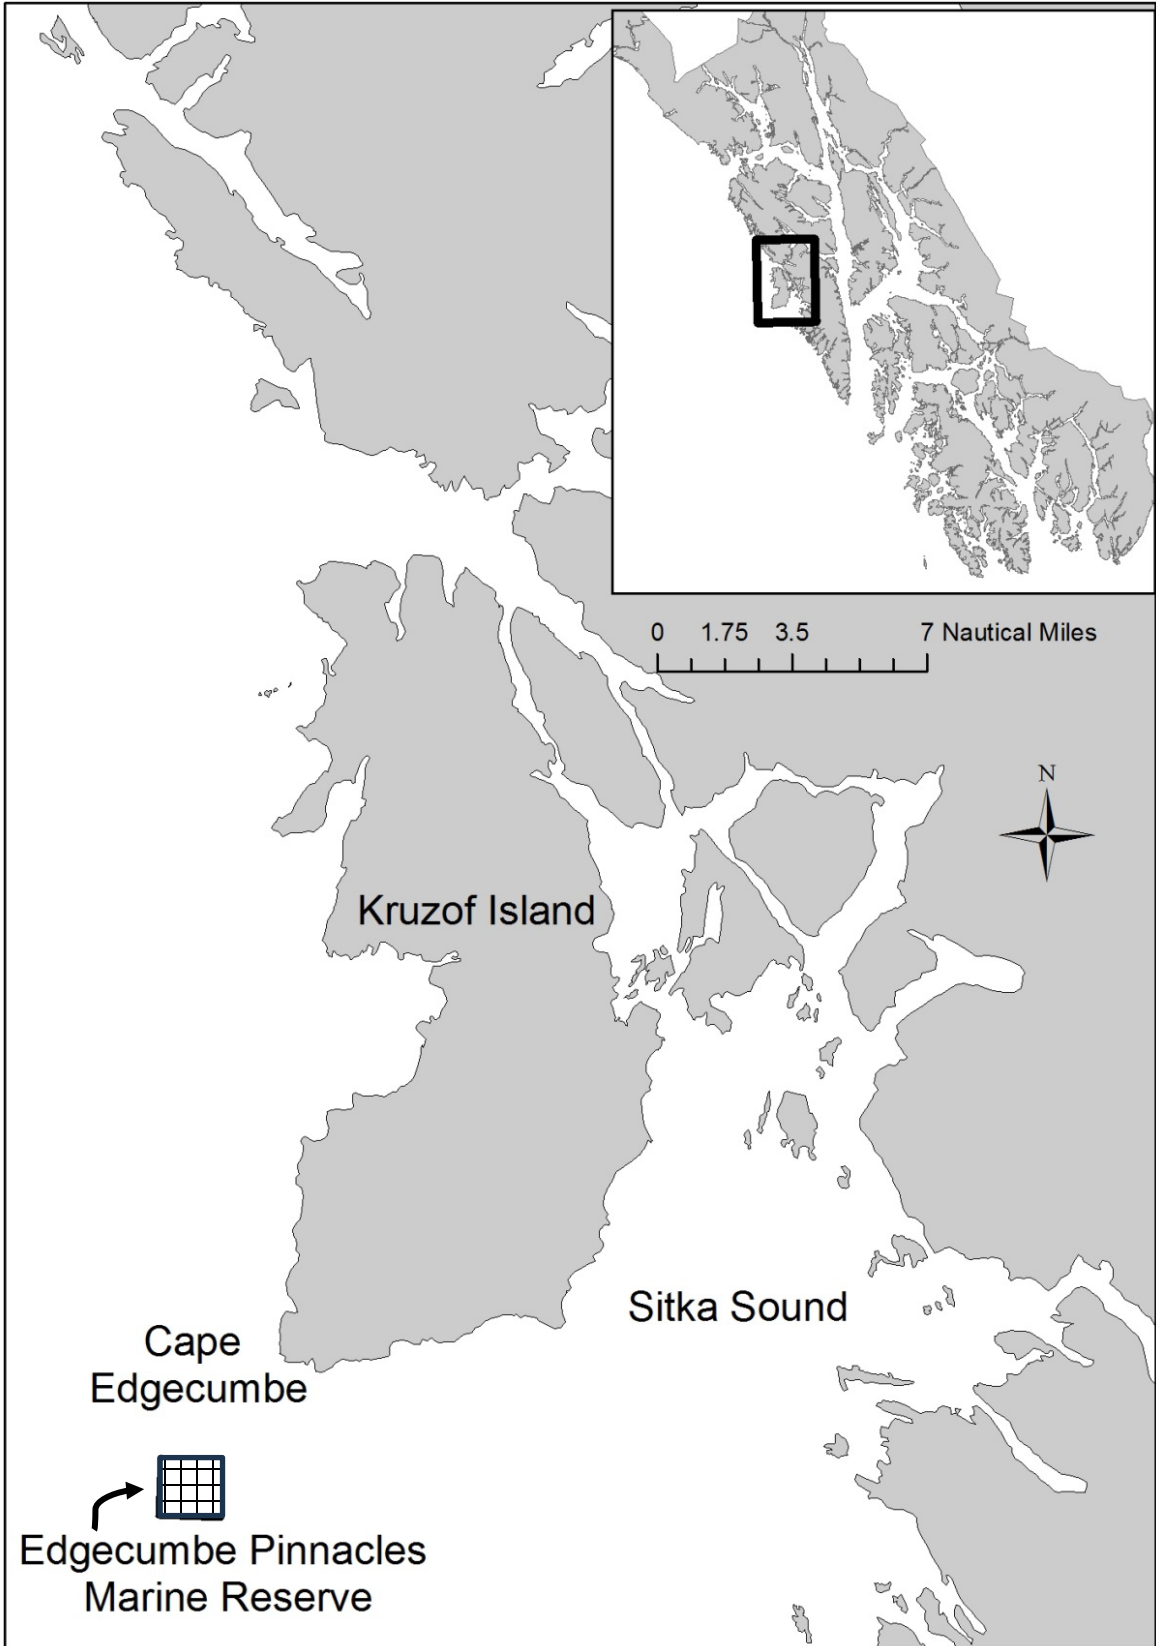 0 1.75 3.5 7 Nautical Miles
N
Kruzof Island
Sitka Sound
Cape
Edgecumbe
Edgecumbe Pinnacles
Marine Reserve